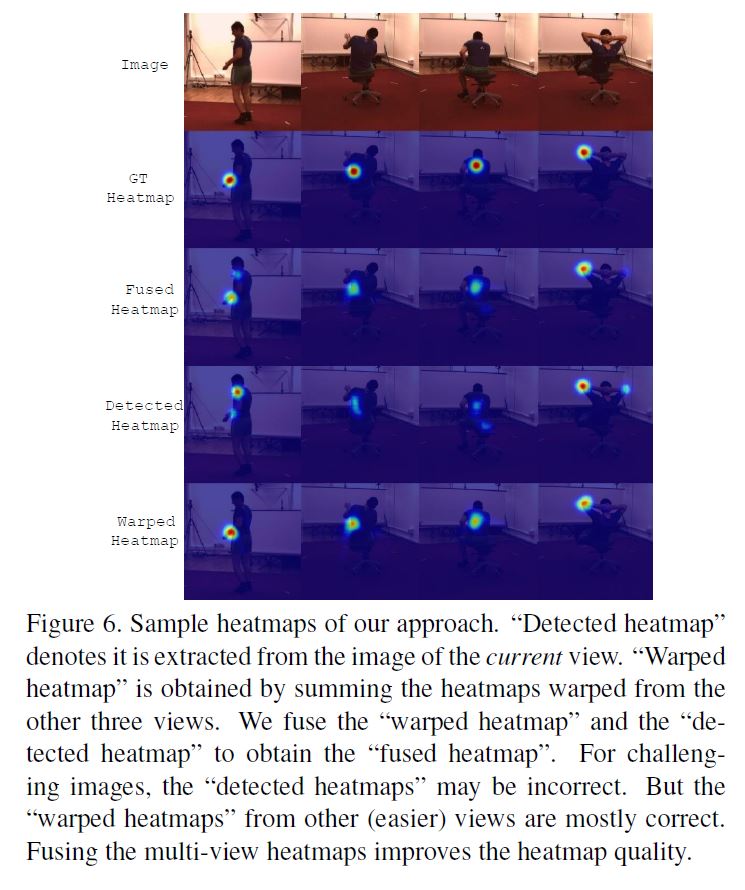 Image
GT
Heatmap
Fused
Heatmap
Detected
Heatmap
Warped
Heatmap
Figure 6. Sample heatmaps of our approach. “Detected heatmap”
denotes it is extracted from the image of the current view. “Warped
heatmap” is obtained by summing the heatmaps warped from the
other three views. We fuse the “warped heatmap” and the “de-
tected heatmap” to obtain the “fused heatmap”. For challeng-
ing images, the “detected heatmaps” may be incorrect. But the
“warped heatmaps” from other (easier) views are mostly correct.
Fusing the multi-view heatmaps improves the heatmap quality.